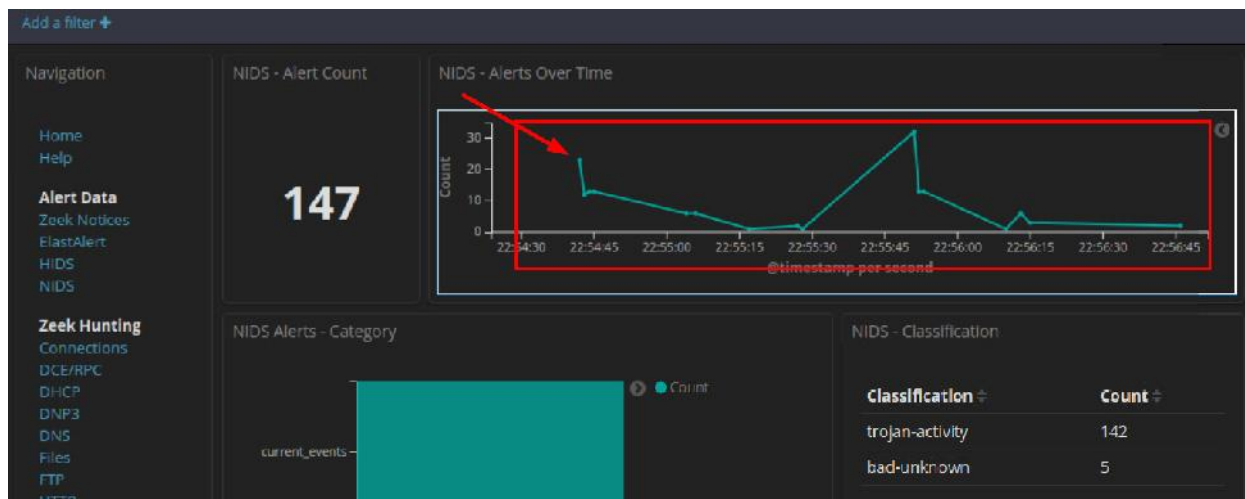 Add a filter +
Navigation
Home
Help
Alert Data
Zeek Notices
ElastAlert
HIDS
NIDS
Zeek Hunting
Connections
DCE/RPC
DHCP
DNP3
DNS
Files
FTP
NIDS - Alert Count
147
NIDS - Alerts Over Time
Count
30
20
10
0
22:54:30 22:54:45 22:55:00 22:55:15 22:55:30 22:55:45 22:56:00 22:56:15 22:56:30 22:56:45
@timestamp per second
NIDS Alerts - Category
current_events
Count
NIDS - Classification
Classification Count
trojan-activity 142
bad-unknown 5